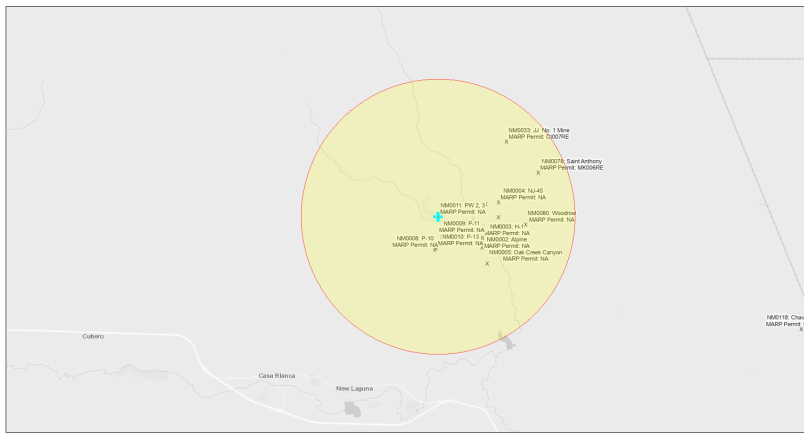 NM0033: JJ No. 1 Mine
MARP Permit: CI007RE
NM0078: Saint Anthony
MARP Permit: MK006RE
NM0004: NJ-45
MARP Permit: NA
NM0011: PW 2, 3
MARP Permit: NA
NM0080: Woodrow
MARP Permit: NA
NM0009: P-11
MARP Permit: NA
NM0003: H-1
MARP Permit: NA
NM0008: P-10
MARP Permit: NA
NM0010: P-13
MARP Permit: NA
NM0002: Alpine
MARP Permit: NA
NM0005: Oak Creek Canyon
MARP Permit: NA
NM0118: Chav
MARP Permit:
Cubero
Casa Blanca
New Laguna